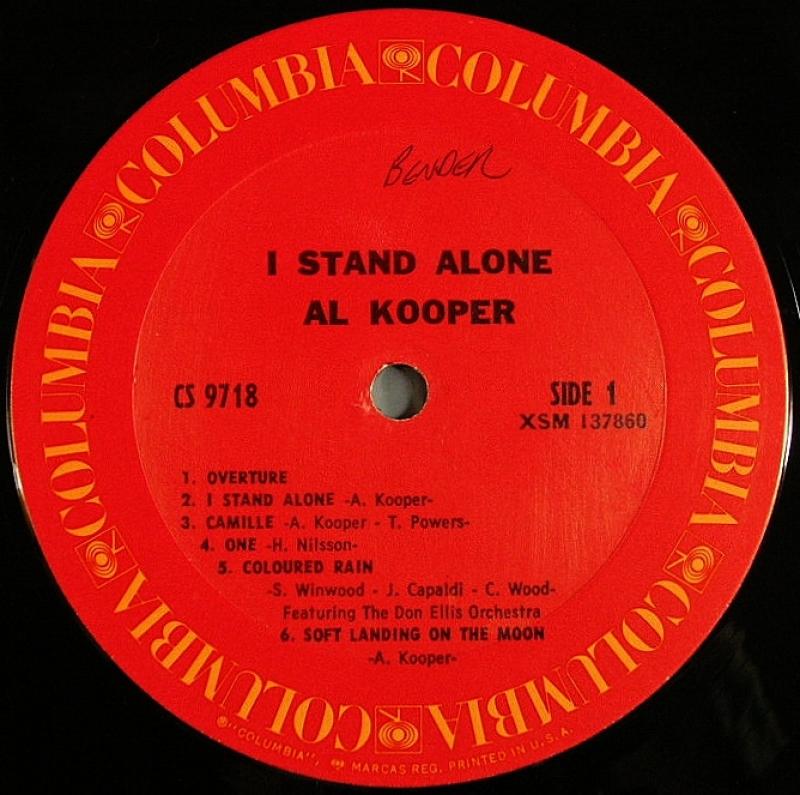 COLUMBIA COLUMBIA COLUMBIA COLUMBIA COLUMBIA COLUMBIA
BENDER
I STAND ALONE
AL KOOPER
CS 9718
SIDE 1
XSM 137860
1. OVERTURE
2. I STAND ALONE -A. Kooper-
3. CAMILLE -A. Kooper - T. Powers-
4. ONE -H. Nilsson-
5. COLOURED RAIN
-S. Winwood - J. Capaldi - C. Wood-
Featuring The Don Ellis Orchestra
6. SOFT LANDING ON THE MOON
-A. Kooper-
®"COLUMBIA", ® MARCAS REG. PRINTED IN U.S.A.